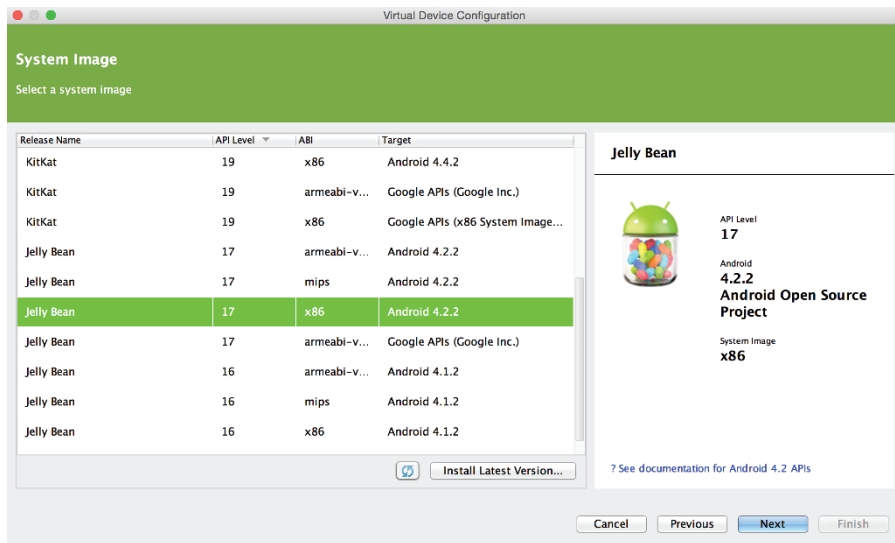 Virtual Device Configuration
System Image
Select a system image
Release Name API Level ABI Target
KitKat 19 x86 Android 4.4.2
KitKat 19 armeabi-v... Google APIs (Google Inc.)
KitKat 19 x86 Google APIs (x86 System Image...
Jelly Bean 17 armeabi-v... Android 4.2.2
Jelly Bean 17 mips Android 4.2.2
Jelly Bean 17 x86 Android 4.2.2
Jelly Bean 17 armeabi-v... Google APIs (Google Inc.)
Jelly Bean 16 armeabi-v... Android 4.1.2
Jelly Bean 16 mips Android 4.1.2
Jelly Bean 16 x86 Android 4.1.2
Install Latest Version...
Jelly Bean
API Level
17
Android
4.2.2
Android Open Source
Project
System Image
x86
? See documentation for Android 4.2 APIs
Cancel Previous Next Finish